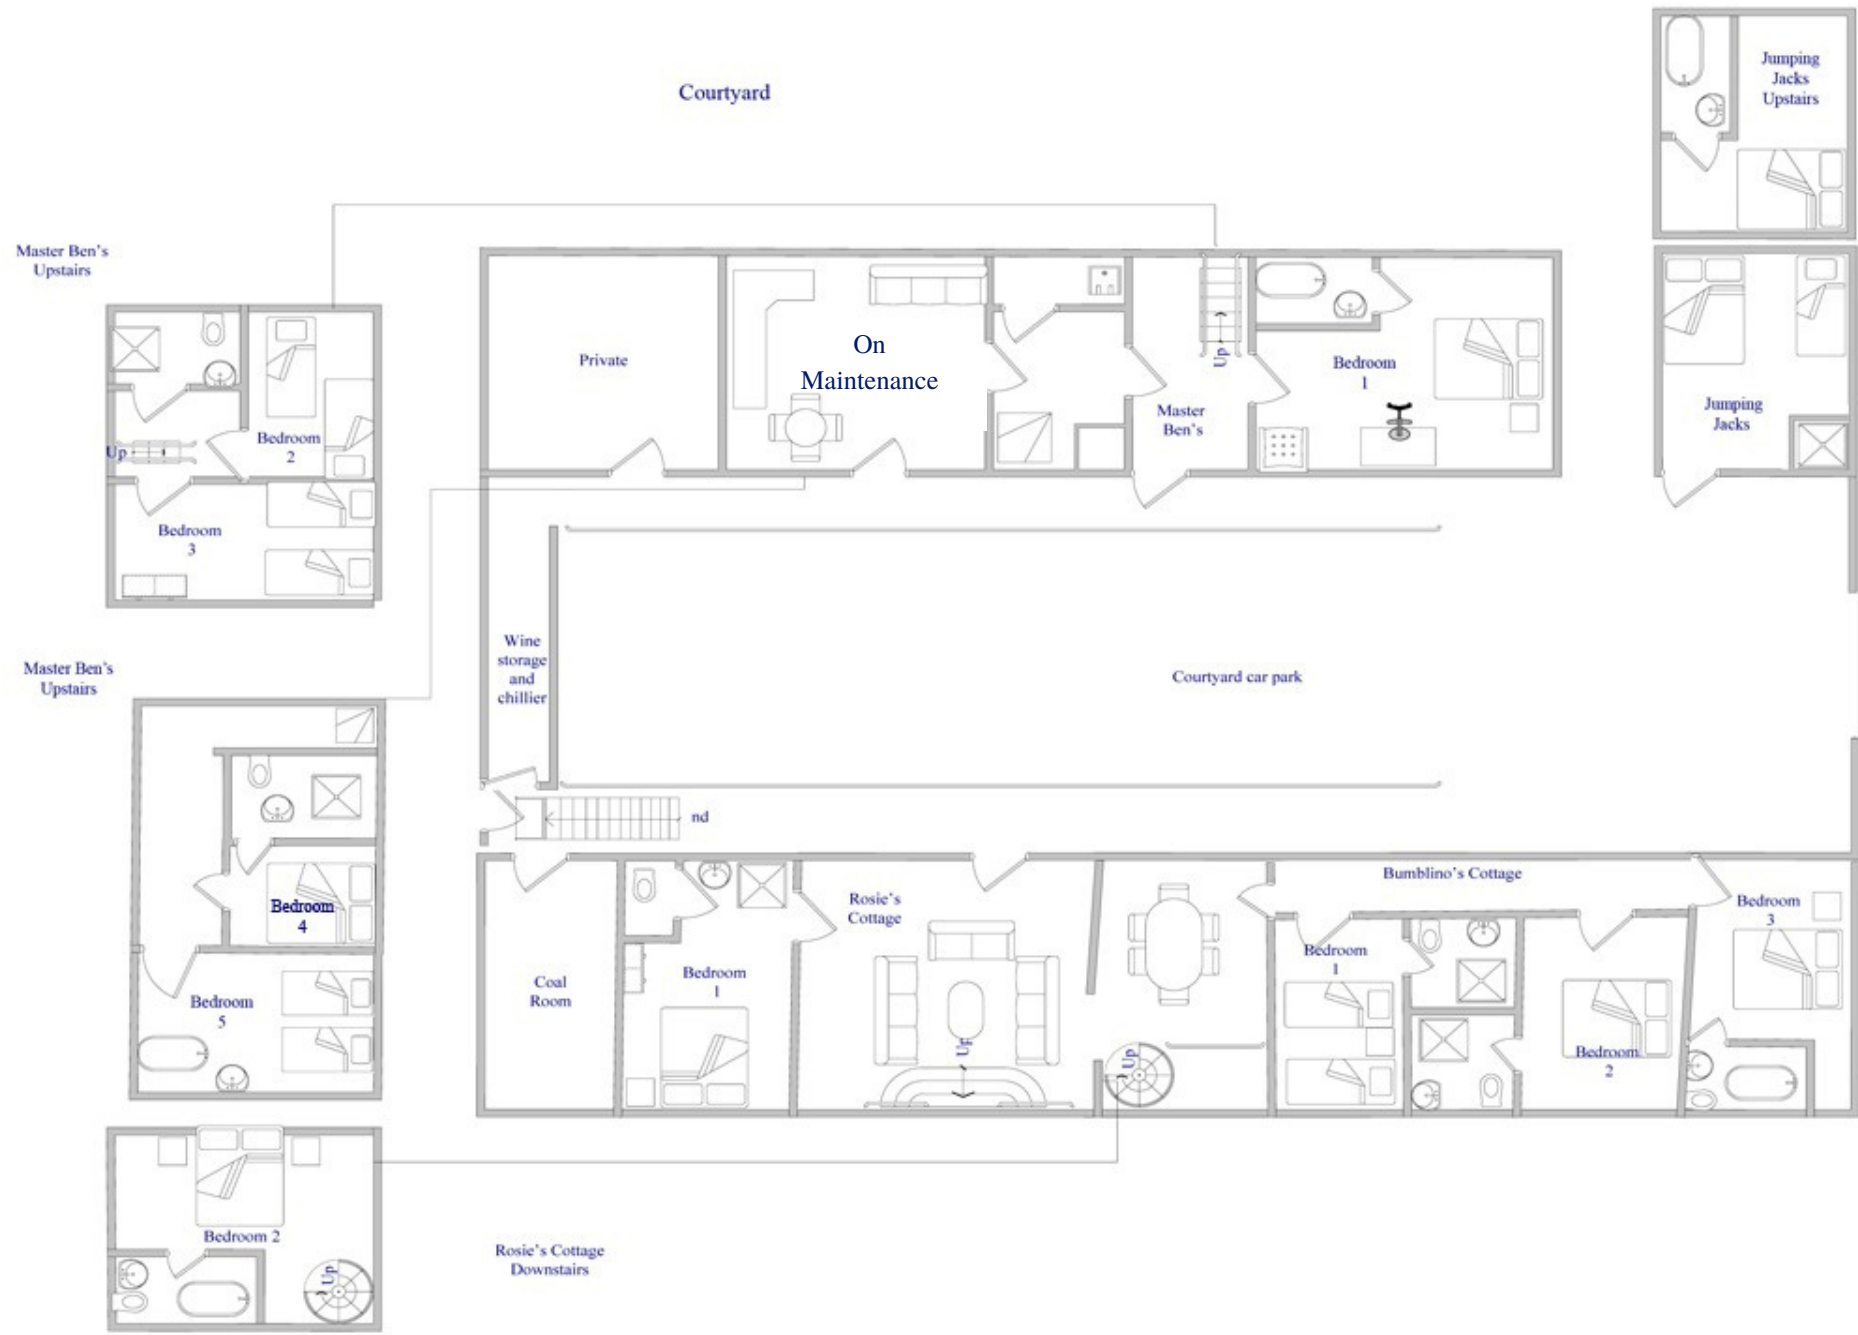 Courtyard
Jumping
Jacks
Upstairs
Master Ben's
Upstairs
Private
On
Maintenance
Up
Master
Ben's
Bedroom
1
Jumping
Jacks
Bedroom
2
Up
Bedroom
3
Wine
storage
and
chillier
Courtyard car park
Master Ben's
Upstairs
nd
Bedroom
4
Bedroom
5
Coal
Room
Bedroom
1
Rosie's
Cottage
Up
Up
Bumblino's Cottage
Bedroom
1
Bedroom
2
Bedroom
3
Bedroom 2
Up
Rosie's Cottage
Downstairs